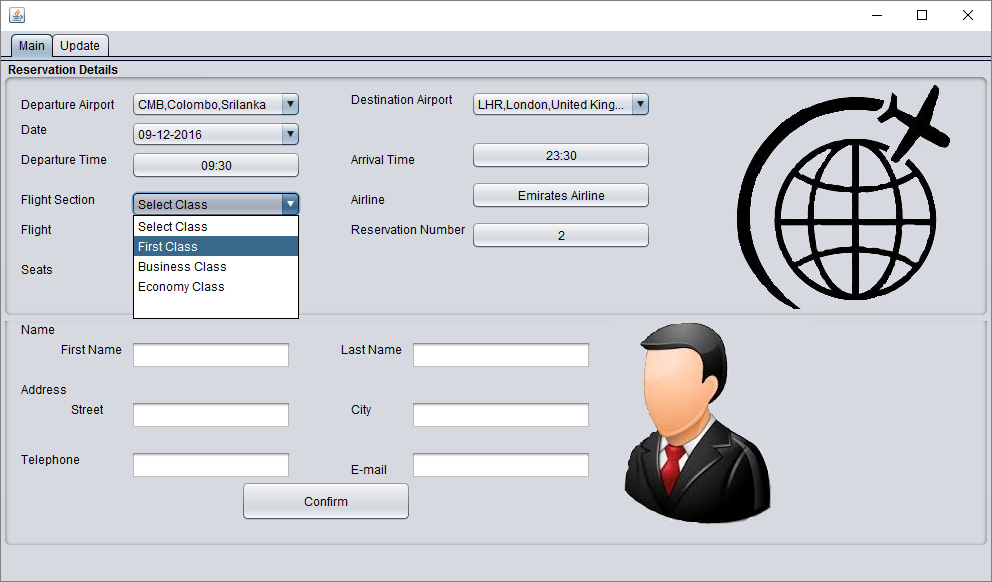 Main Update
Reservation Details
Departure Airport CMB,Colombo,Srilanka Destination Airport LHR,London,United King...
Date 09-12-2016
Departure Time 09:30 Arrival Time 23:30
Flight Section Select Class Airline Emirates Airline
Select Class
Flight Reservation Number 2
First Class
Business Class
Seats
Economy Class
Name
First Name Last Name
Address
Street City
Telephone E-mail
Confirm